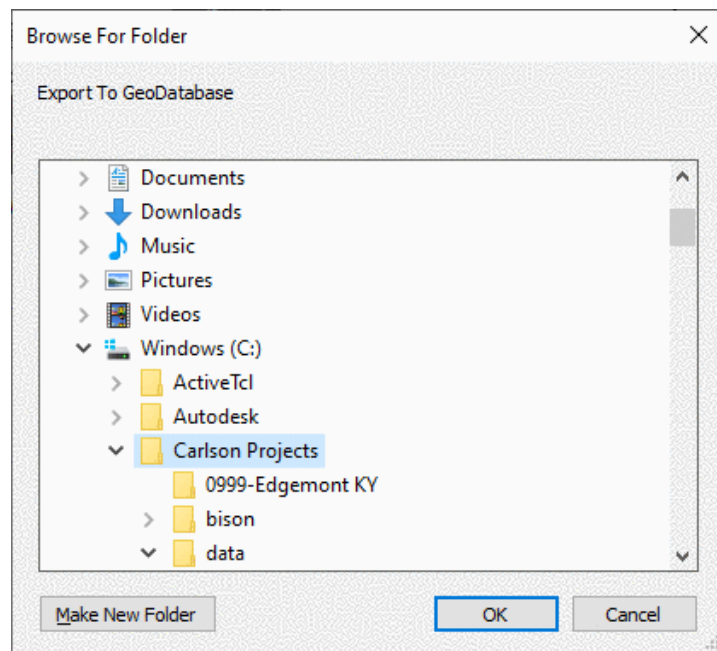 Browse For Folder
Export To GeoDatabase
Documents
Downloads
Music
Pictures
Videos
Windows (C:)
ActiveTcl
Autodesk
Carlson Projects
0999-Edgemont KY
bison
data
Make New Folder
OK
Cancel